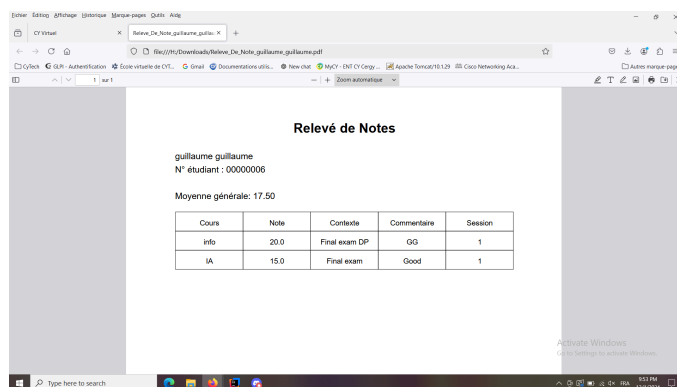 Fichier Édition Affichage Historique Marque-pages Outils Aide
CY Virtuel × Releve_De_Note_guillaume_guillau ×
file:///H:/Downloads/Releve_De_Note_guillaume_guillaume.pdf
CyTech GLPI - Authentification École virtuelle de CYT... Gmail Documentations utilis... New chat MyCY - ENT CY Cergy ... Apache Tomcat/10.1.29 Cisco Networking Aca... Autres marque-page
1 sur 1 Zoom automatique
Relevé de Notes
guillaume guillaume
N° étudiant : 00000006
Moyenne générale: 17.50
Cours Note Contexte Commentaire Session
info 20.0 Final exam DP GG 1
IA 15.0 Final exam Good 1
Activate Windows
Go to Settings to activate Windows.
Type here to search
FRA 9:53 PM